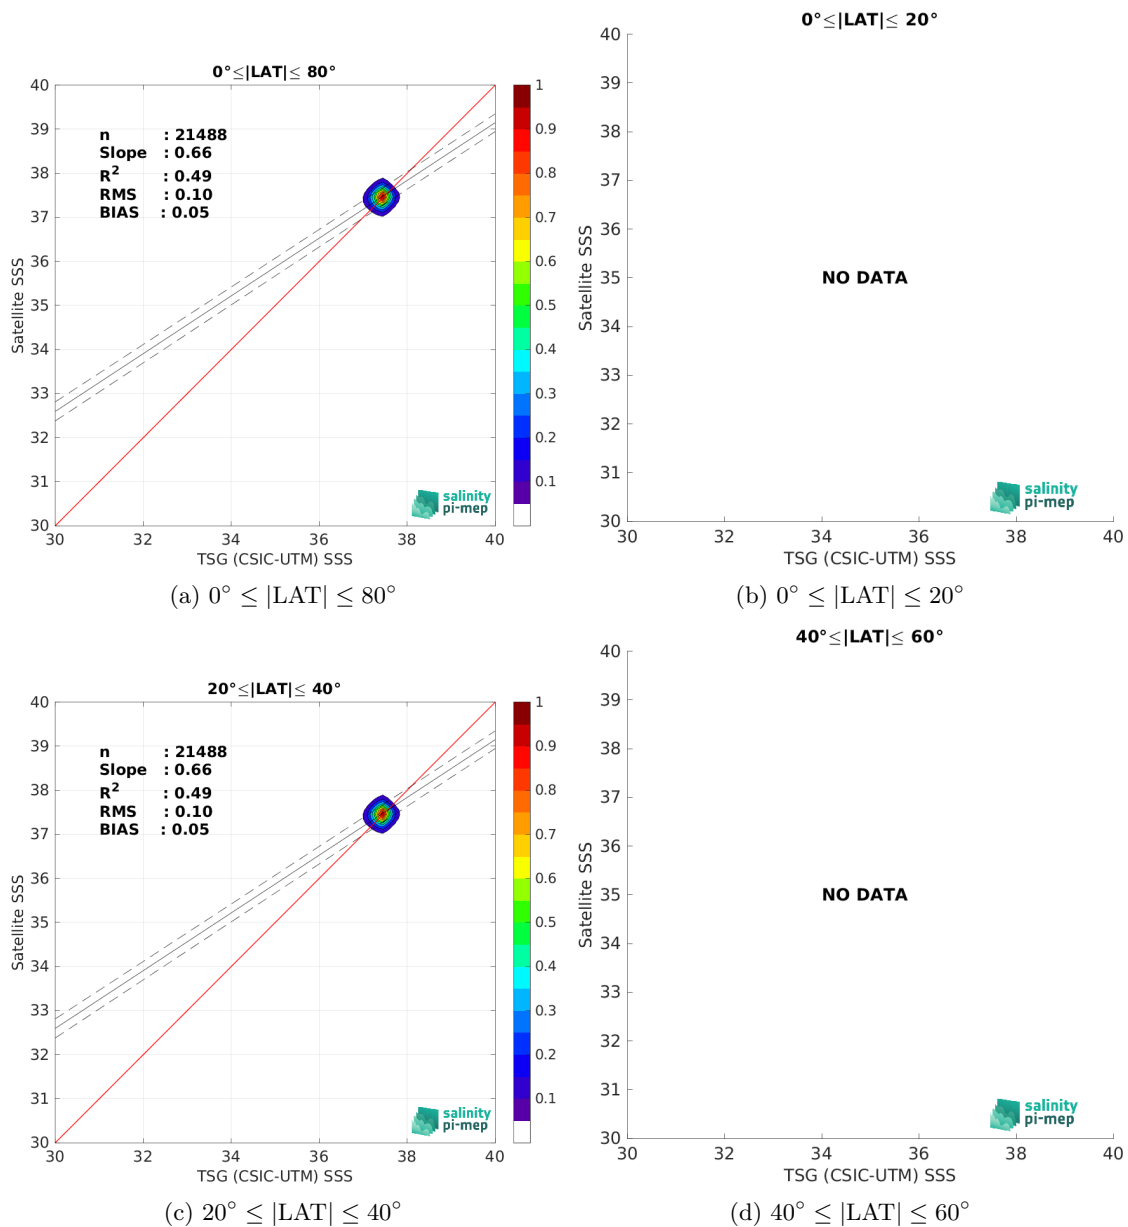 0°≤|LAT|≤ 80°
40
39
38
37
36
35
34
33
32
31
30
Satellite SSS
n : 21488
Slope : 0.66
R² : 0.49
RMS : 0.10
BIAS : 0.05
salinity
pi-mep
30 32 34 36 38 40
TSG (CSIC-UTM) SSS
1
0.9
0.8
0.7
0.6
0.5
0.4
0.3
0.2
0.1
(a) 0° ≤ |LAT| ≤ 80°
0°≤|LAT|≤ 20°
40
39
38
37
36
35
34
33
32
31
30
Satellite SSS
NO DATA
salinity
pi-mep
30 32 34 36 38 40
TSG (CSIC-UTM) SSS
(b) 0° ≤ |LAT| ≤ 20°
20°≤|LAT|≤ 40°
40
39
38
37
36
35
34
33
32
31
30
Satellite SSS
n : 21488
Slope : 0.66
R² : 0.49
RMS : 0.10
BIAS : 0.05
salinity
pi-mep
30 32 34 36 38 40
TSG (CSIC-UTM) SSS
1
0.9
0.8
0.7
0.6
0.5
0.4
0.3
0.2
0.1
(c) 20° ≤ |LAT| ≤ 40°
40°≤|LAT|≤ 60°
40
39
38
37
36
35
34
33
32
31
30
Satellite SSS
NO DATA
salinity
pi-mep
30 32 34 36 38 40
TSG (CSIC-UTM) SSS
(d) 40° ≤ |LAT| ≤ 60°